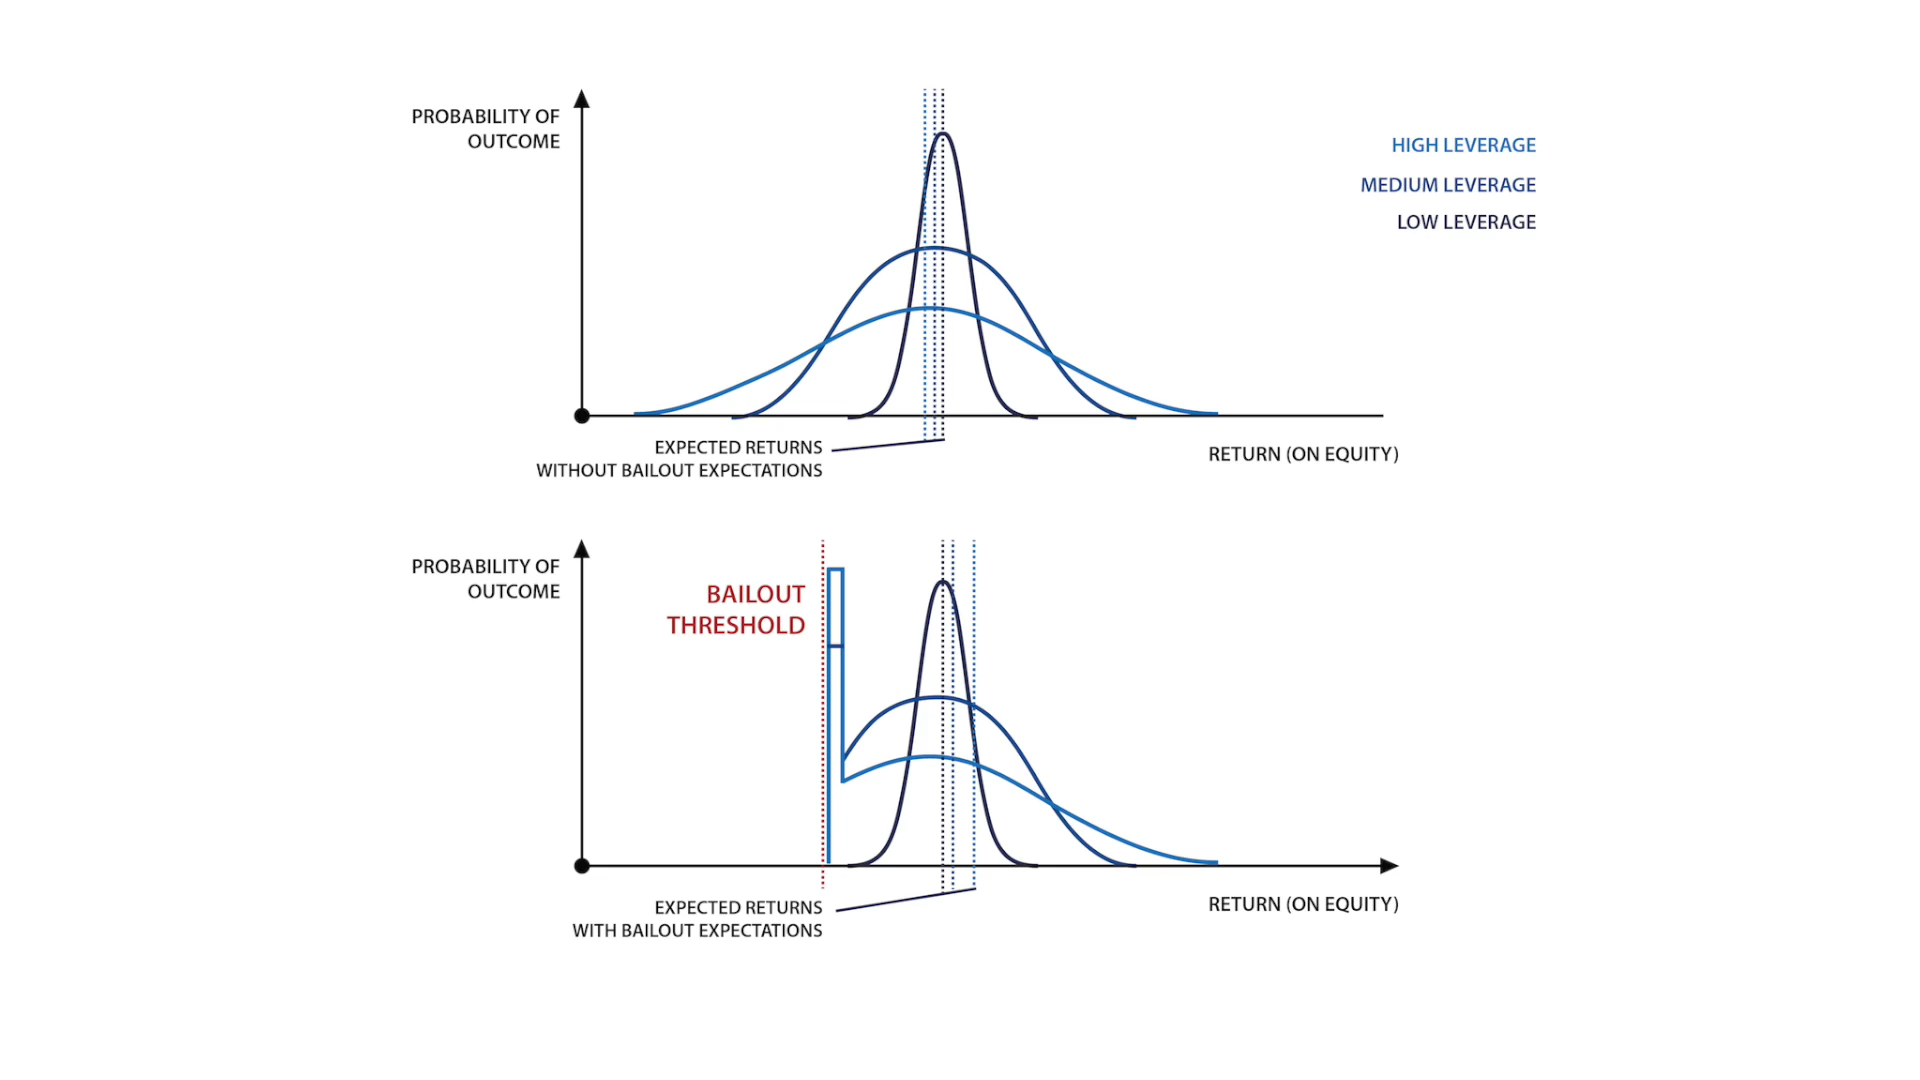 PROBABILITY OF
OUTCOME
HIGH LEVERAGE
MEDIUM LEVERAGE
LOW LEVERAGE
EXPECTED RETURNS
WITHOUT BAILOUT EXPECTATIONS
RETURN (ON EQUITY)
PROBABILITY OF
OUTCOME
BAILOUT
THRESHOLD
EXPECTED RETURNS
WITH BAILOUT EXPECTATIONS
RETURN (ON EQUITY)